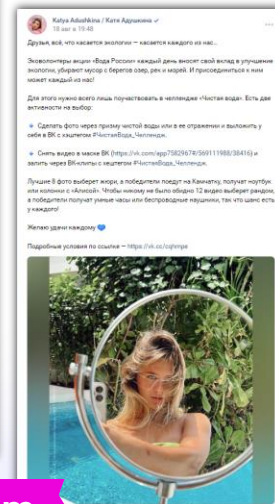 Katya Adushkina / Катя Адушкина
18 авг в 19:48
Друзья, всё, что касается экологии — касается каждого из нас...
Эковолонтеры акции «Вода России» каждый день вносят свой вклад в улучшение
экологии, убирают мусор с берегов озер, рек и морей. И присоединиться к ним
может каждый из нас!
Для этого нужно всего лишь поучаствовать в челлендже «Чистая вода». Есть две
активности на выбор:
Сделать фото через призму чистой воды или в ее отражении и выложить у
себя в ВК с хештегом #ЧистаяВода_Челлендж.
Снять видео в маске ВК (https://vk.com/app7582967#/569111988/38416) и
залить через ВК-клипы с хештегом #ЧистаяВода_Челлендж.
Лучшие 8 фото выберет жюри, а победители поедут на Камчатку, получат ноутбук
или колонки с «Алисой». Чтобы никому не было обидно 12 видео выберет рандом,
а победители получат умные часы или беспроводные наушники, так что шанс есть
у каждого!
Желаю удачи каждому
Подробные условия по ссылке — https://vk.cc/cqhmpe